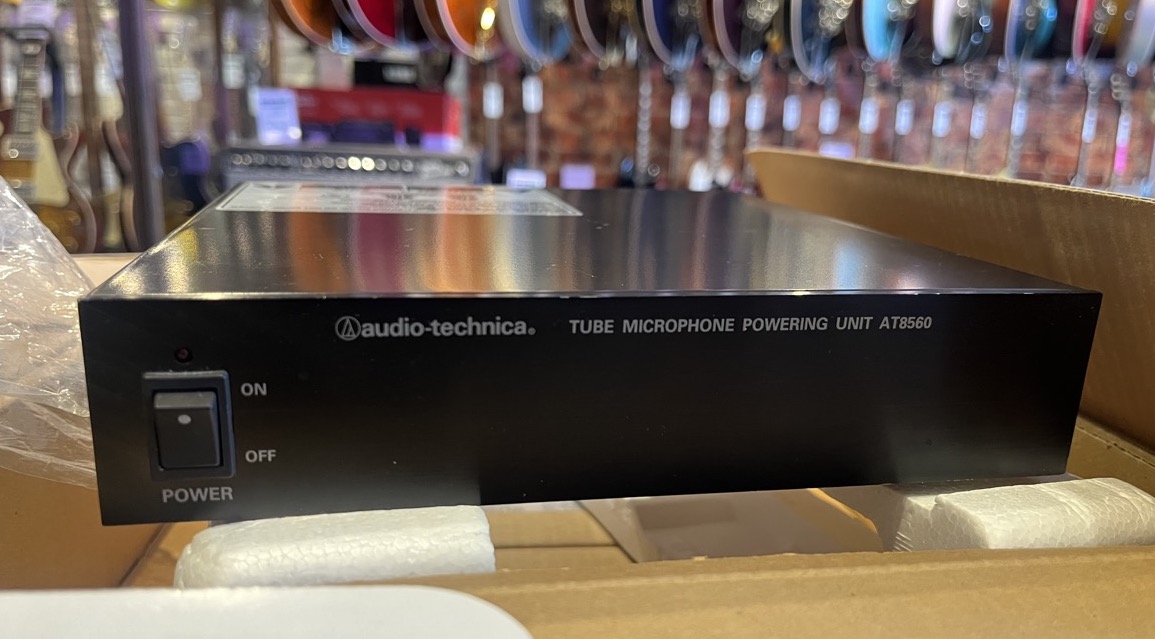 audio-technica® TUBE MICROPHONE POWERING UNIT AT8560
ON
OFF
POWER